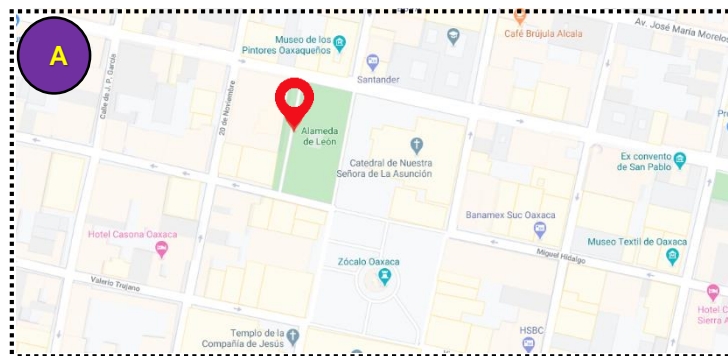 A
Museo de los
Pintores Oaxaqueños
Café Brújula Alcala
Av. José María Morelos
Calle de J. P. García
20 de Noviembre
Santander
Alameda
de León
Catedral de Nuestra
Señora de La Asunción
Ex convento
de San Pablo
Hotel Casona Oaxaca
Banamex Suc Oaxaca
Museo Textil de Oaxaca
Miguel Hidalgo
Zócalo Oaxaca
Valerio Trujano
Templo de la
Compañía de Jesús
HSBC
Hotel C
Sierra A